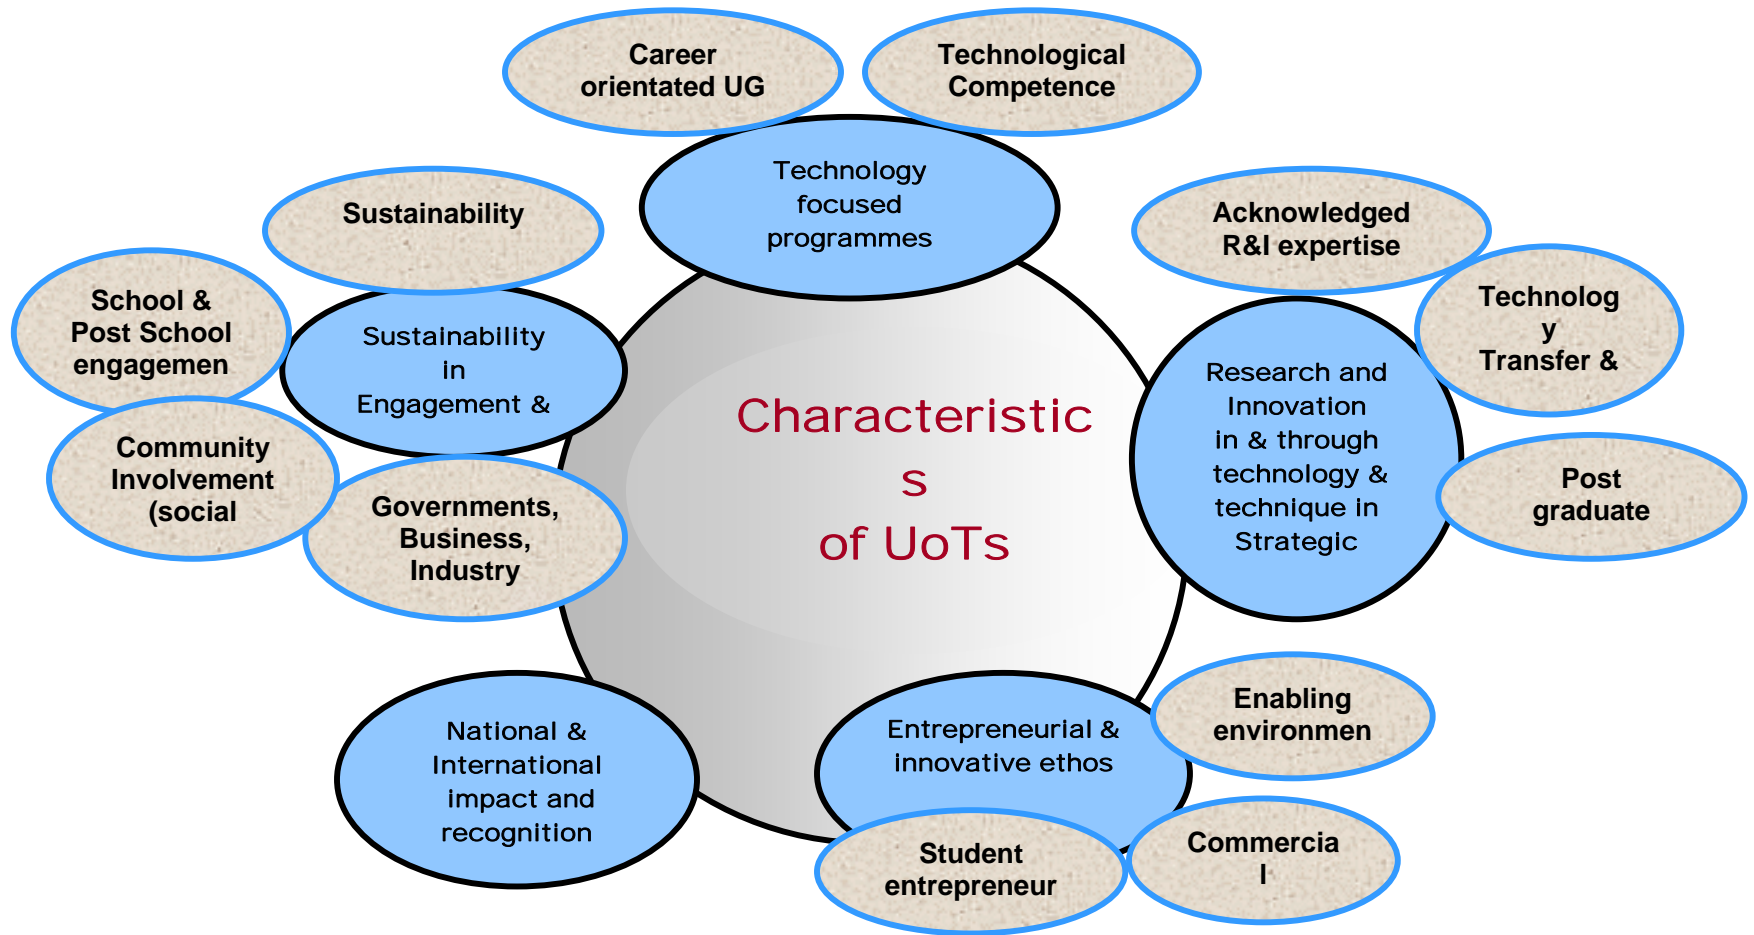 Career
orientated UG
Technological
Competence
Technology
focused
programmes
Sustainability
Acknowledged
R&I expertise
School &
Post School
engagemen
Sustainability
in
Engagement &
Technolog
y
Transfer &
Research and
Innovation
in & through
technology &
technique in
Strategic
Characteristic
s
of UoTs
Community
Involvement
(social
Governments,
Business,
Industry
Post
graduate
National &
International
impact and
recognition
Entrepreneurial &
innovative ethos
Enabling
environmen
Student
entrepreneur
Commercia
l